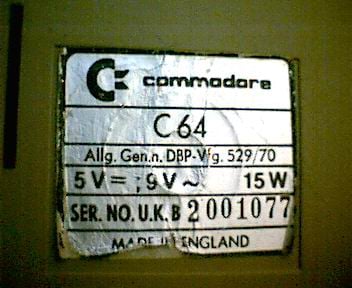 commodore
C64
Allg. Gen.n. DBP-Vfg. 529/70
5V⎓ ; 9V~ 15W
SER. NO. U.K.B 2001077
MADE IN ENGLAND